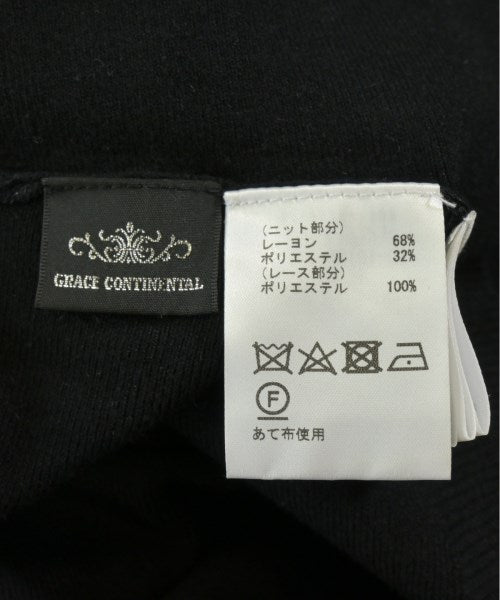 GRACE CONTINENTAL
(ニット部分)
レーヨン 68%
ポリエステル 32%
(レース部分)
ポリエステル 100%
F
あて布使用